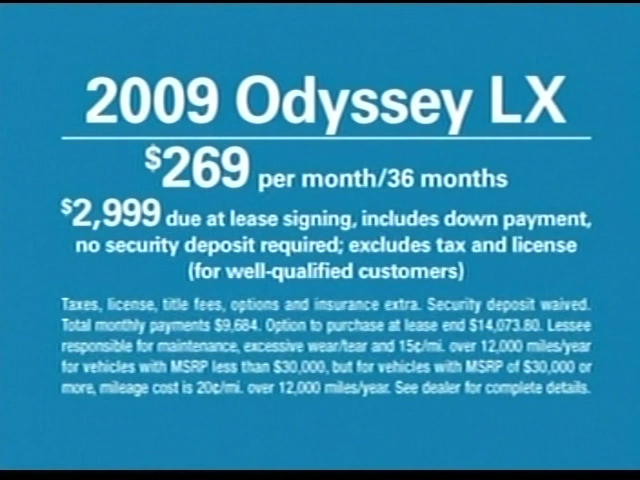 2009 Odyssey LX
$269 per month/36 months
$2,999 due at lease signing, includes down payment,
no security deposit required; excludes tax and license
(for well-qualified customers)
Taxes, license, title fees, options and insurance extra. Security deposit waived.
Total monthly payments $9,684. Option to purchase at lease end $14,073.80. Lessee
responsible for maintenance, excessive wear/tear and 15¢/mi. over 12,000 miles/year
for vehicles with MSRP less than $30,000, but for vehicles with MSRP of $30,000 or
more, mileage cost is 20¢/mi. over 12,000 miles/year. See dealer for complete details.